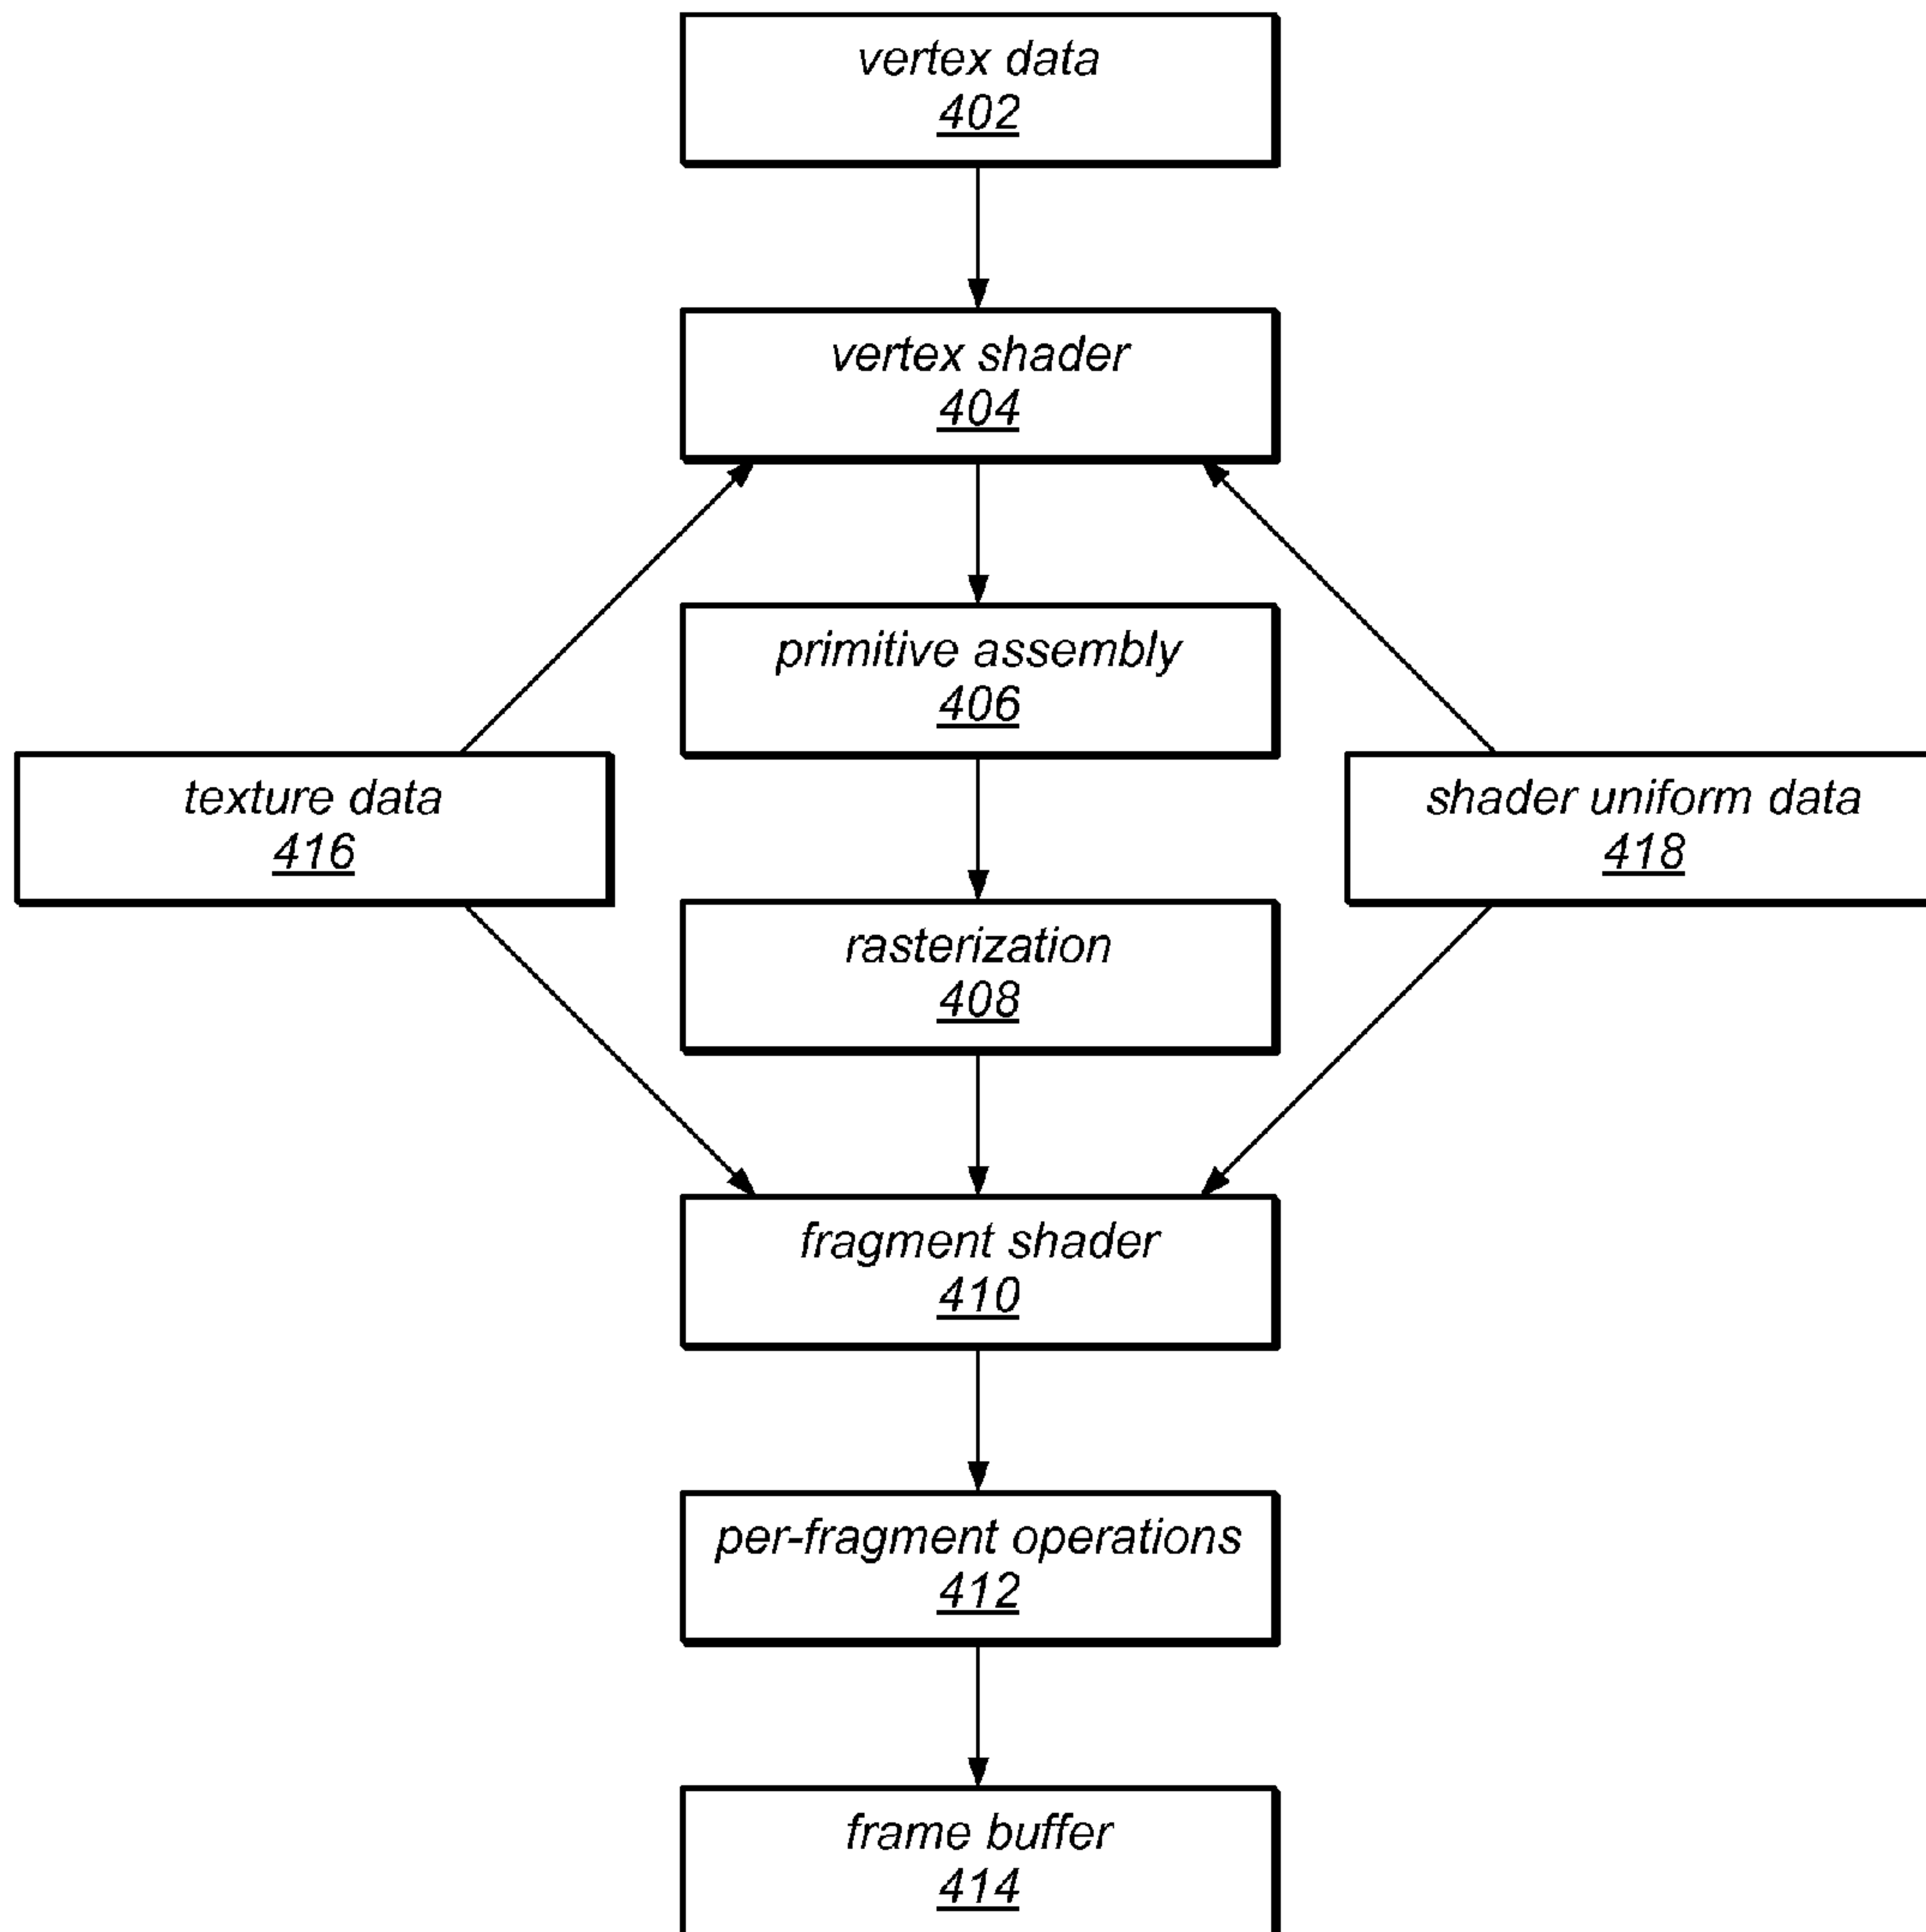 vertex data
402
vertex shader
404
primitive assembly
406
texture data
416
shader uniform data
418
rasterization
408
fragment shader
410
per-fragment operations
412
frame buffer
414